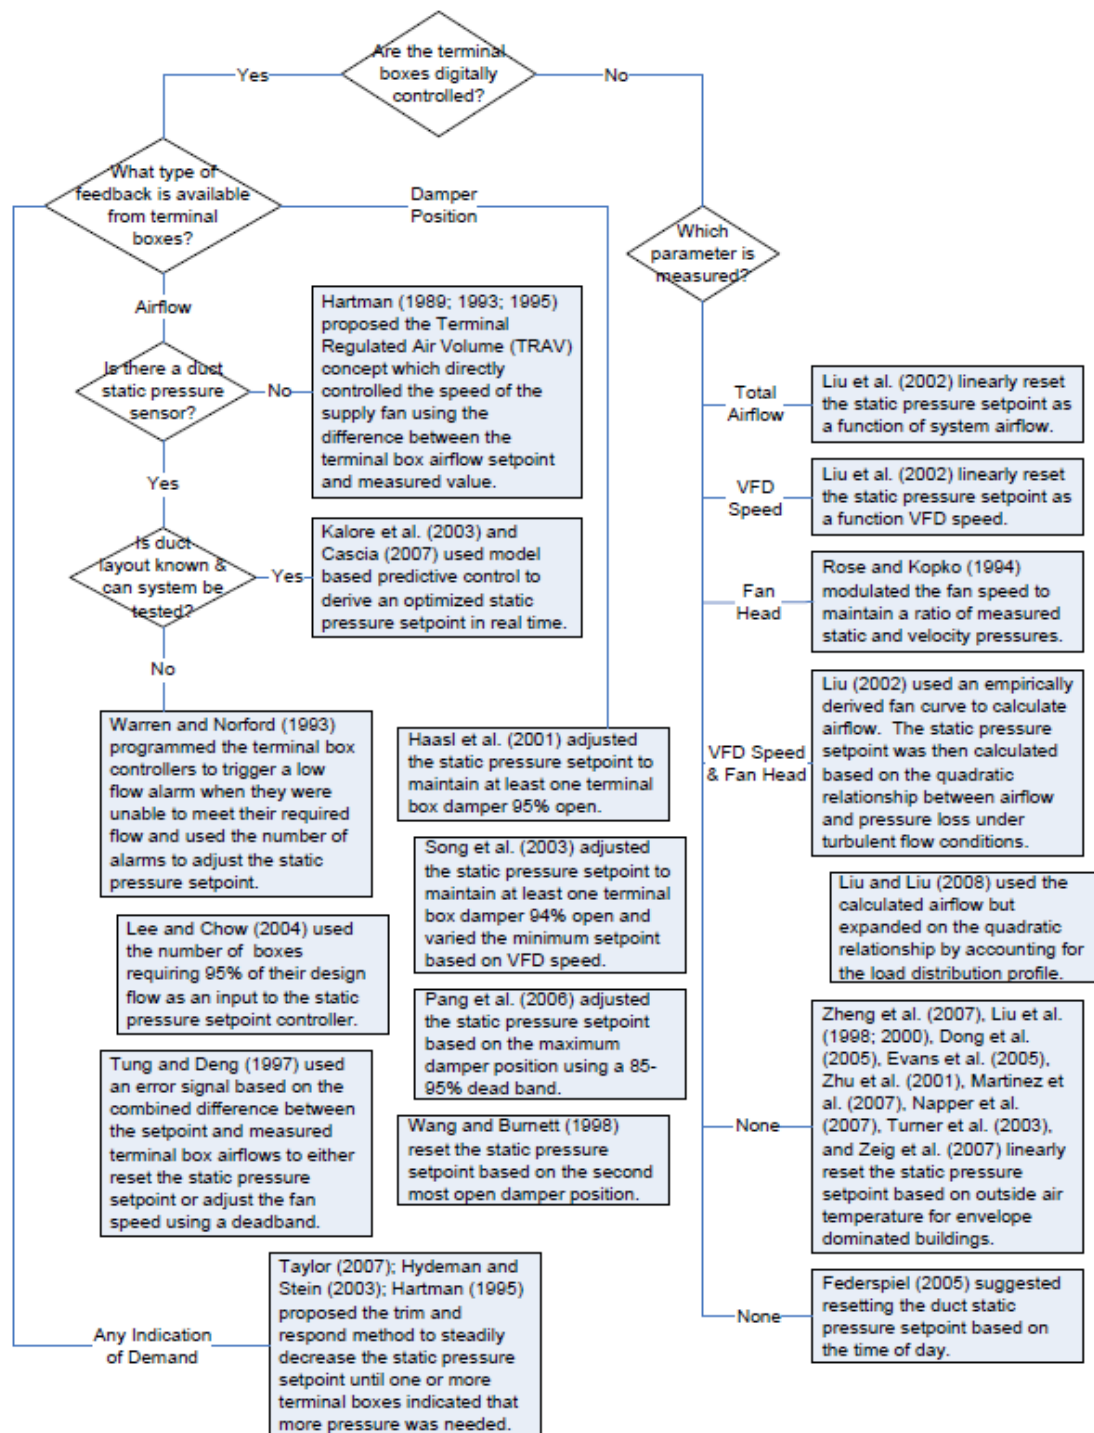 Are the terminal
boxes digitally
controlled?
Yes
No
What type of
feedback is available
from terminal
boxes?
Damper
Position
Which
parameter is
measured?
Airflow
Is there a duct
static pressure
sensor?
No
Hartman (1989; 1993; 1995)
proposed the Terminal
Regulated Air Volume (TRAV)
concept which directly
controlled the speed of the
supply fan using the
difference between the
terminal box airflow setpoint
and measured value.
Yes
Is duct
layout known &
can system be
tested?
Yes
Kalore et al. (2003) and
Cascia (2007) used model
based predictive control to
derive an optimized static
pressure setpoint in real time.
No
Warren and Norford (1993)
programmed the terminal box
controllers to trigger a low
flow alarm when they were
unable to meet their required
flow and used the number of
alarms to adjust the static
pressure setpoint.
Lee and Chow (2004) used
the number of boxes
requiring 95% of their design
flow as an input to the static
pressure setpoint controller.
Tung and Deng (1997) used
an error signal based on the
combined difference between
the setpoint and measured
terminal box airflows to either
reset the static pressure
setpoint or adjust the fan
speed using a deadband.
Haasl et al. (2001) adjusted
the static pressure setpoint to
maintain at least one terminal
box damper 95% open.
Song et al. (2003) adjusted
the static pressure setpoint to
maintain at least one terminal
box damper 94% open and
varied the minimum setpoint
based on VFD speed.
Pang et al. (2006) adjusted
the static pressure setpoint
based on the maximum
damper position using a 85-
95% dead band.
Wang and Burnett (1998)
reset the static pressure
setpoint based on the second
most open damper position.
Any Indication
of Demand
Taylor (2007); Hydeman and
Stein (2003); Hartman (1995)
proposed the trim and
respond method to steadily
decrease the static pressure
setpoint until one or more
terminal boxes indicated that
more pressure was needed.
Total
Airflow
Liu et al. (2002) linearly reset
the static pressure setpoint as
a function of system airflow.
VFD
Speed
Liu et al. (2002) linearly reset
the static pressure setpoint as
a function VFD speed.
Fan
Head
Rose and Kopko (1994)
modulated the fan speed to
maintain a ratio of measured
static and velocity pressures.
VFD Speed
& Fan Head
Liu (2002) used an empirically
derived fan curve to calculate
airflow. The static pressure
setpoint was then calculated
based on the quadratic
relationship between airflow
and pressure loss under
turbulent flow conditions.
Liu and Liu (2008) used the
calculated airflow but
expanded on the quadratic
relationship by accounting for
the load distribution profile.
None
Zheng et al. (2007), Liu et al.
(1998; 2000), Dong et al.
(2005), Evans et al. (2005),
Zhu et al. (2001), Martinez et
al. (2007), Napper et al.
(2007), Turner et al. (2003),
and Zeig et al. (2007) linearly
reset the static pressure
setpoint based on outside air
temperature for envelope
dominated buildings.
None
Federspiel (2005) suggested
resetting the duct static
pressure setpoint based on
the time of day.